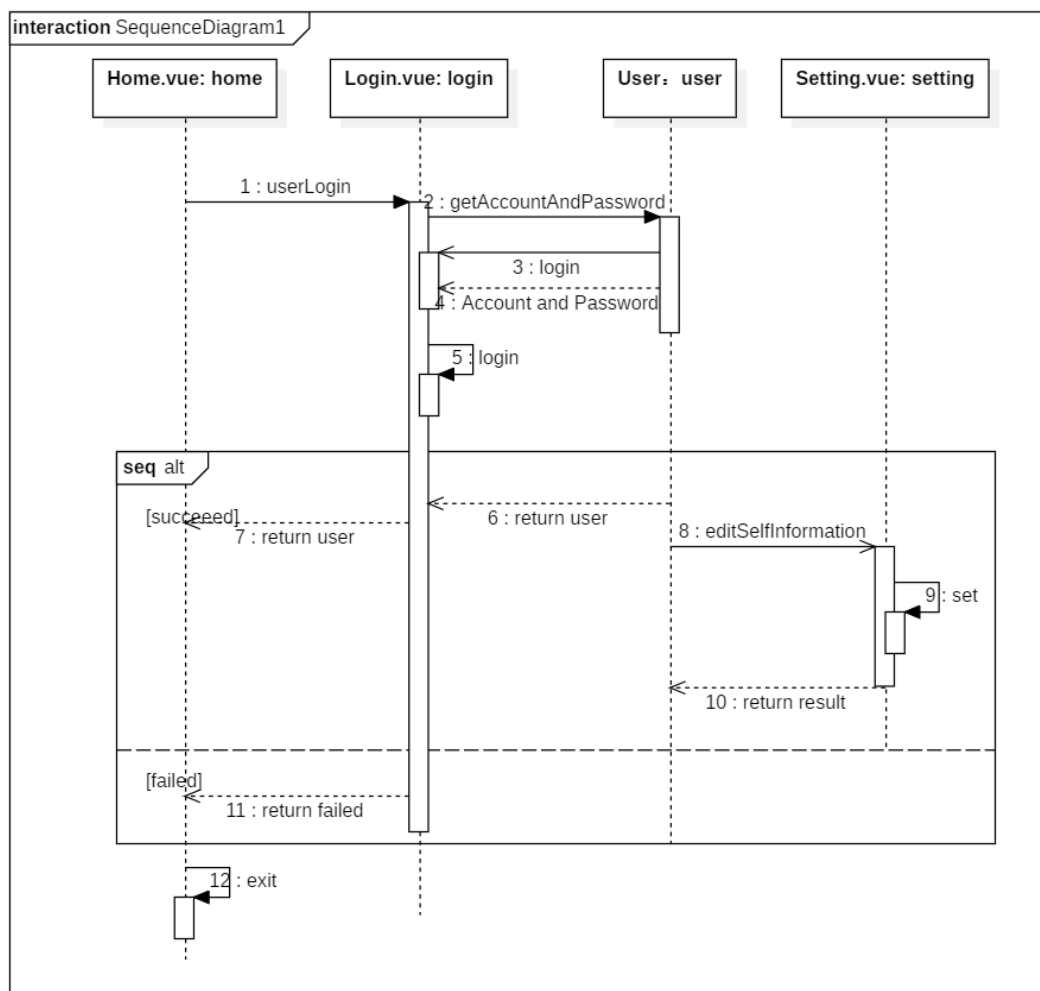 interaction SequenceDiagram1
Home.vue: home
Login.vue: login
User：user
Setting.vue: setting
1 : userLogin
2 : getAccountAndPassword
3 : login
4 : Account and Password
5 : login
seq alt
[succeeed]
6 : return user
7 : return user
8 : editSelfInformation
9 : set
10 : return result
[failed]
11 : return failed
12 : exit